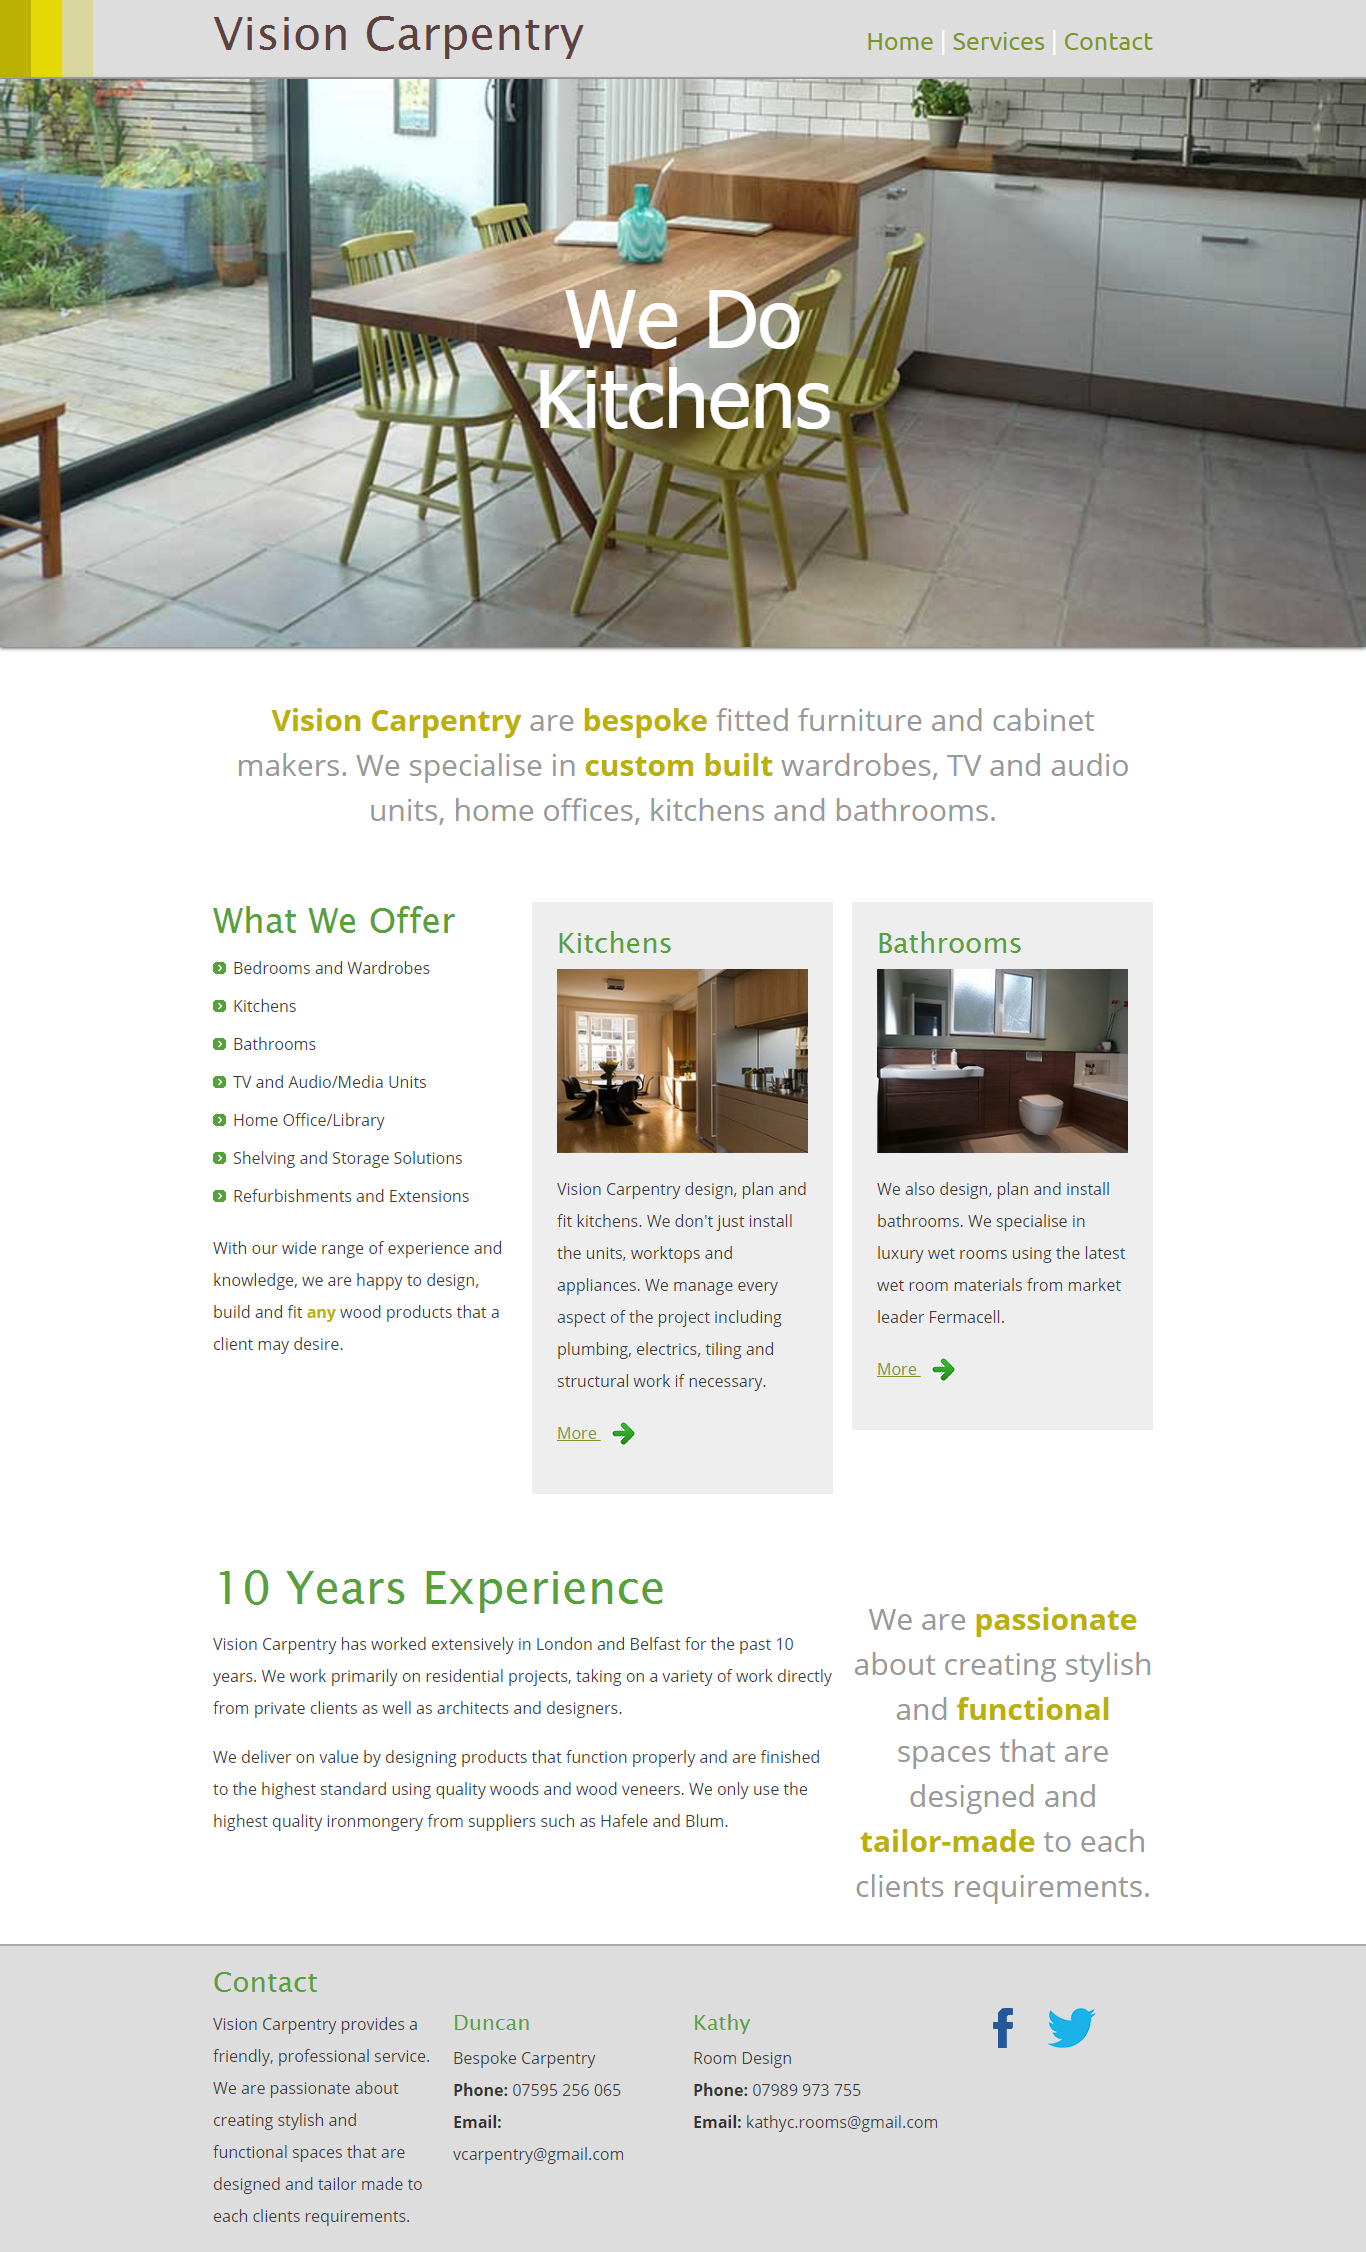 Vision Carpentry
Home | Services | Contact
We Do
Kitchens
Vision Carpentry are bespoke fitted furniture and cabinet
makers. We specialise in custom built wardrobes, TV and audio
units, home offices, kitchens and bathrooms.
What We Offer
Bedrooms and Wardrobes
Kitchens
Bathrooms
TV and Audio/Media Units
Home Office/Library
Shelving and Storage Solutions
Refurbishments and Extensions
With our wide range of experience and
knowledge, we are happy to design,
build and fit any wood products that a
client may desire.
Kitchens
Vision Carpentry design, plan and
fit kitchens. We don't just install
the units, worktops and
appliances. We manage every
aspect of the project including
plumbing, electrics, tiling and
structural work if necessary.
More
Bathrooms
We also design, plan and install
bathrooms. We specialise in
luxury wet rooms using the latest
wet room materials from market
leader Fermacell.
More
10 Years Experience
Vision Carpentry has worked extensively in London and Belfast for the past 10
years. We work primarily on residential projects, taking on a variety of work directly
from private clients as well as architects and designers.
We deliver on value by designing products that function properly and are finished
to the highest standard using quality woods and wood veneers. We only use the
highest quality ironmongery from suppliers such as Hafele and Blum.
We are passionate
about creating stylish
and functional
spaces that are
designed and
tailor-made to each
clients requirements.
Contact
Vision Carpentry provides a
friendly, professional service.
We are passionate about
creating stylish and
functional spaces that are
designed and tailor made to
each clients requirements.
Duncan
Bespoke Carpentry
Phone: 07595 256 065
Email:
vcarpentry@gmail.com
Kathy
Room Design
Phone: 07989 973 755
Email: kathyc.rooms@gmail.com